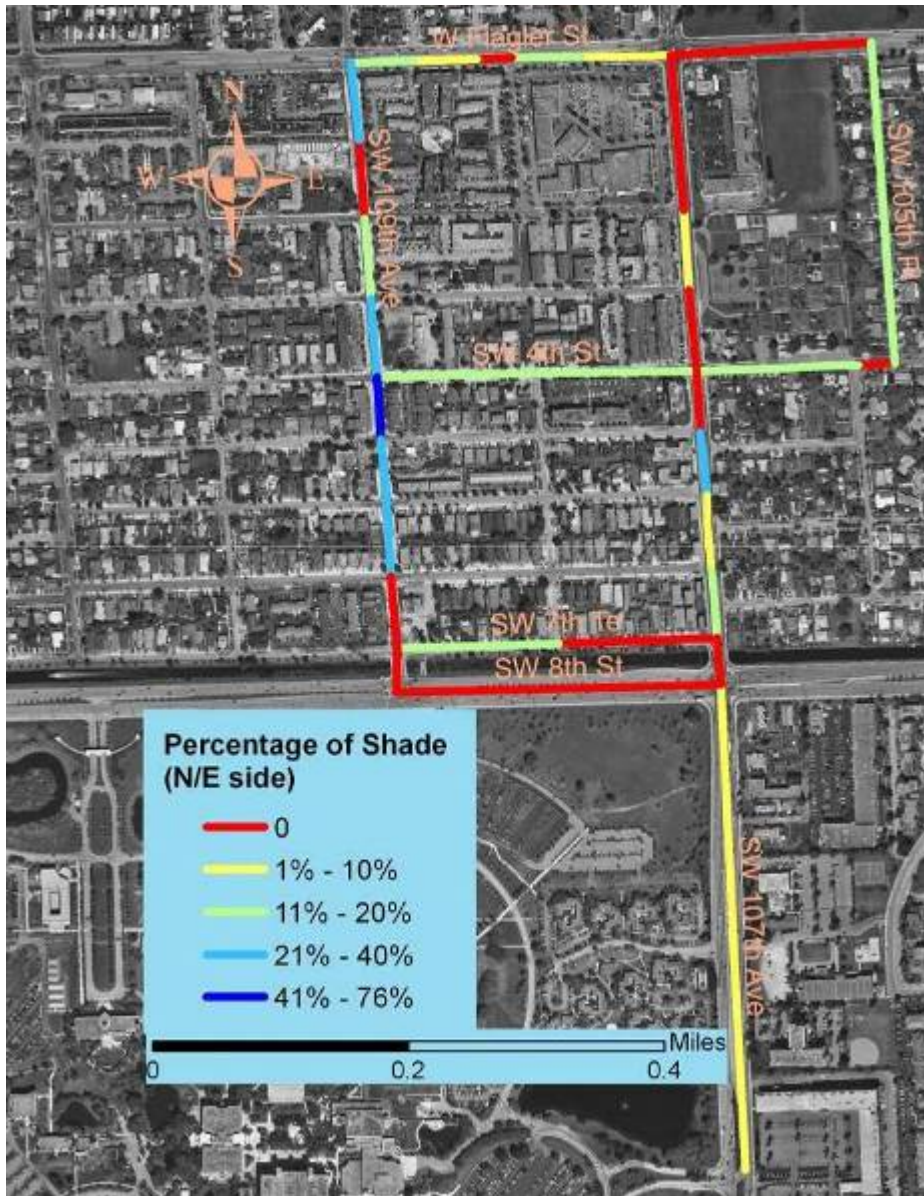 W Flagler St
N
W E
S
SW 109th Ave
SW 105th Pl
SW 4th St
SW 7th Te
SW 8th St
Percentage of Shade
(N/E side)
0
1% - 10%
11% - 20%
21% - 40%
41% - 76%
SW 107th Ave
Miles
0 0.2 0.4